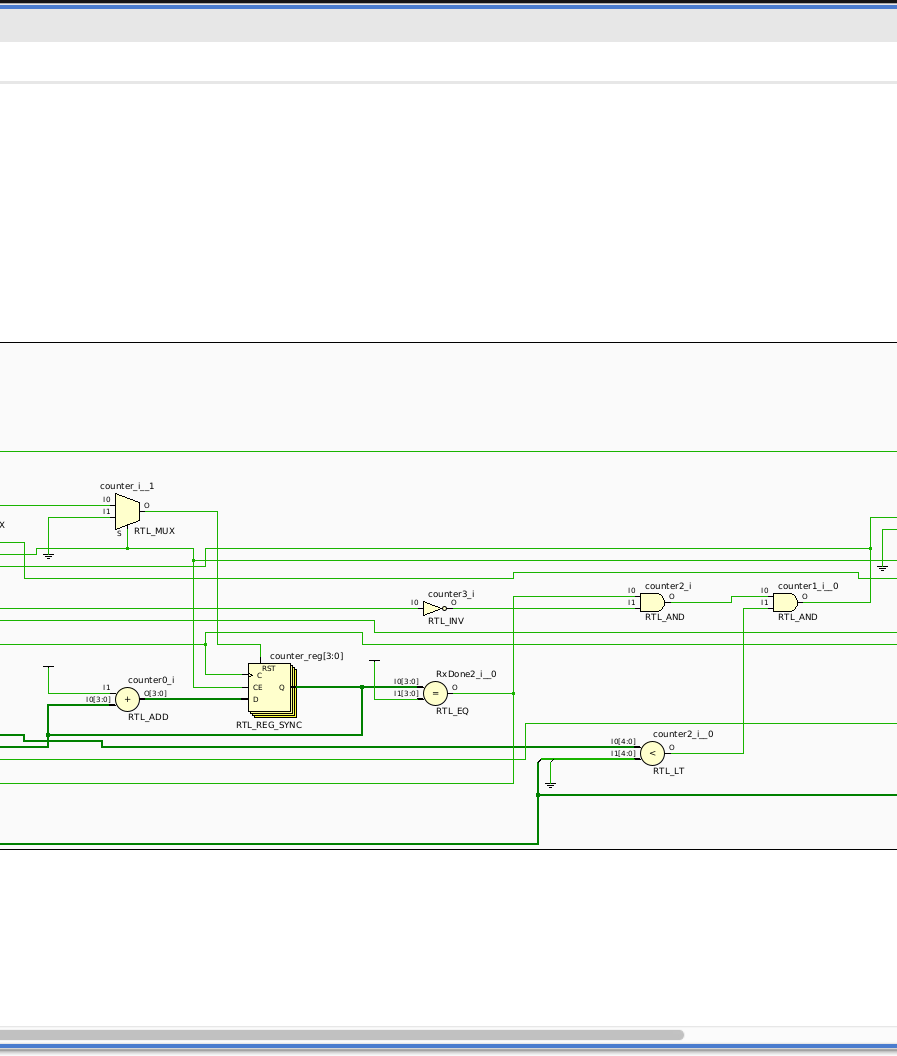 counter_i__1
I0
I1
O
S
RTL_MUX
X
counter3_i
I0
O
RTL_INV
counter2_i
I0
I1
O
RTL_AND
counter1_i__0
I0
I1
O
RTL_AND
counter0_i
I1
I0[3:0]
+
O[3:0]
RTL_ADD
counter_reg[3:0]
RST
C
CE
Q
D
RTL_REG_SYNC
RxDone2_i__0
I0[3:0]
I1[3:0]
=
O
RTL_EQ
counter2_i__0
I0[4:0]
I1[4:0]
<
O
RTL_LT